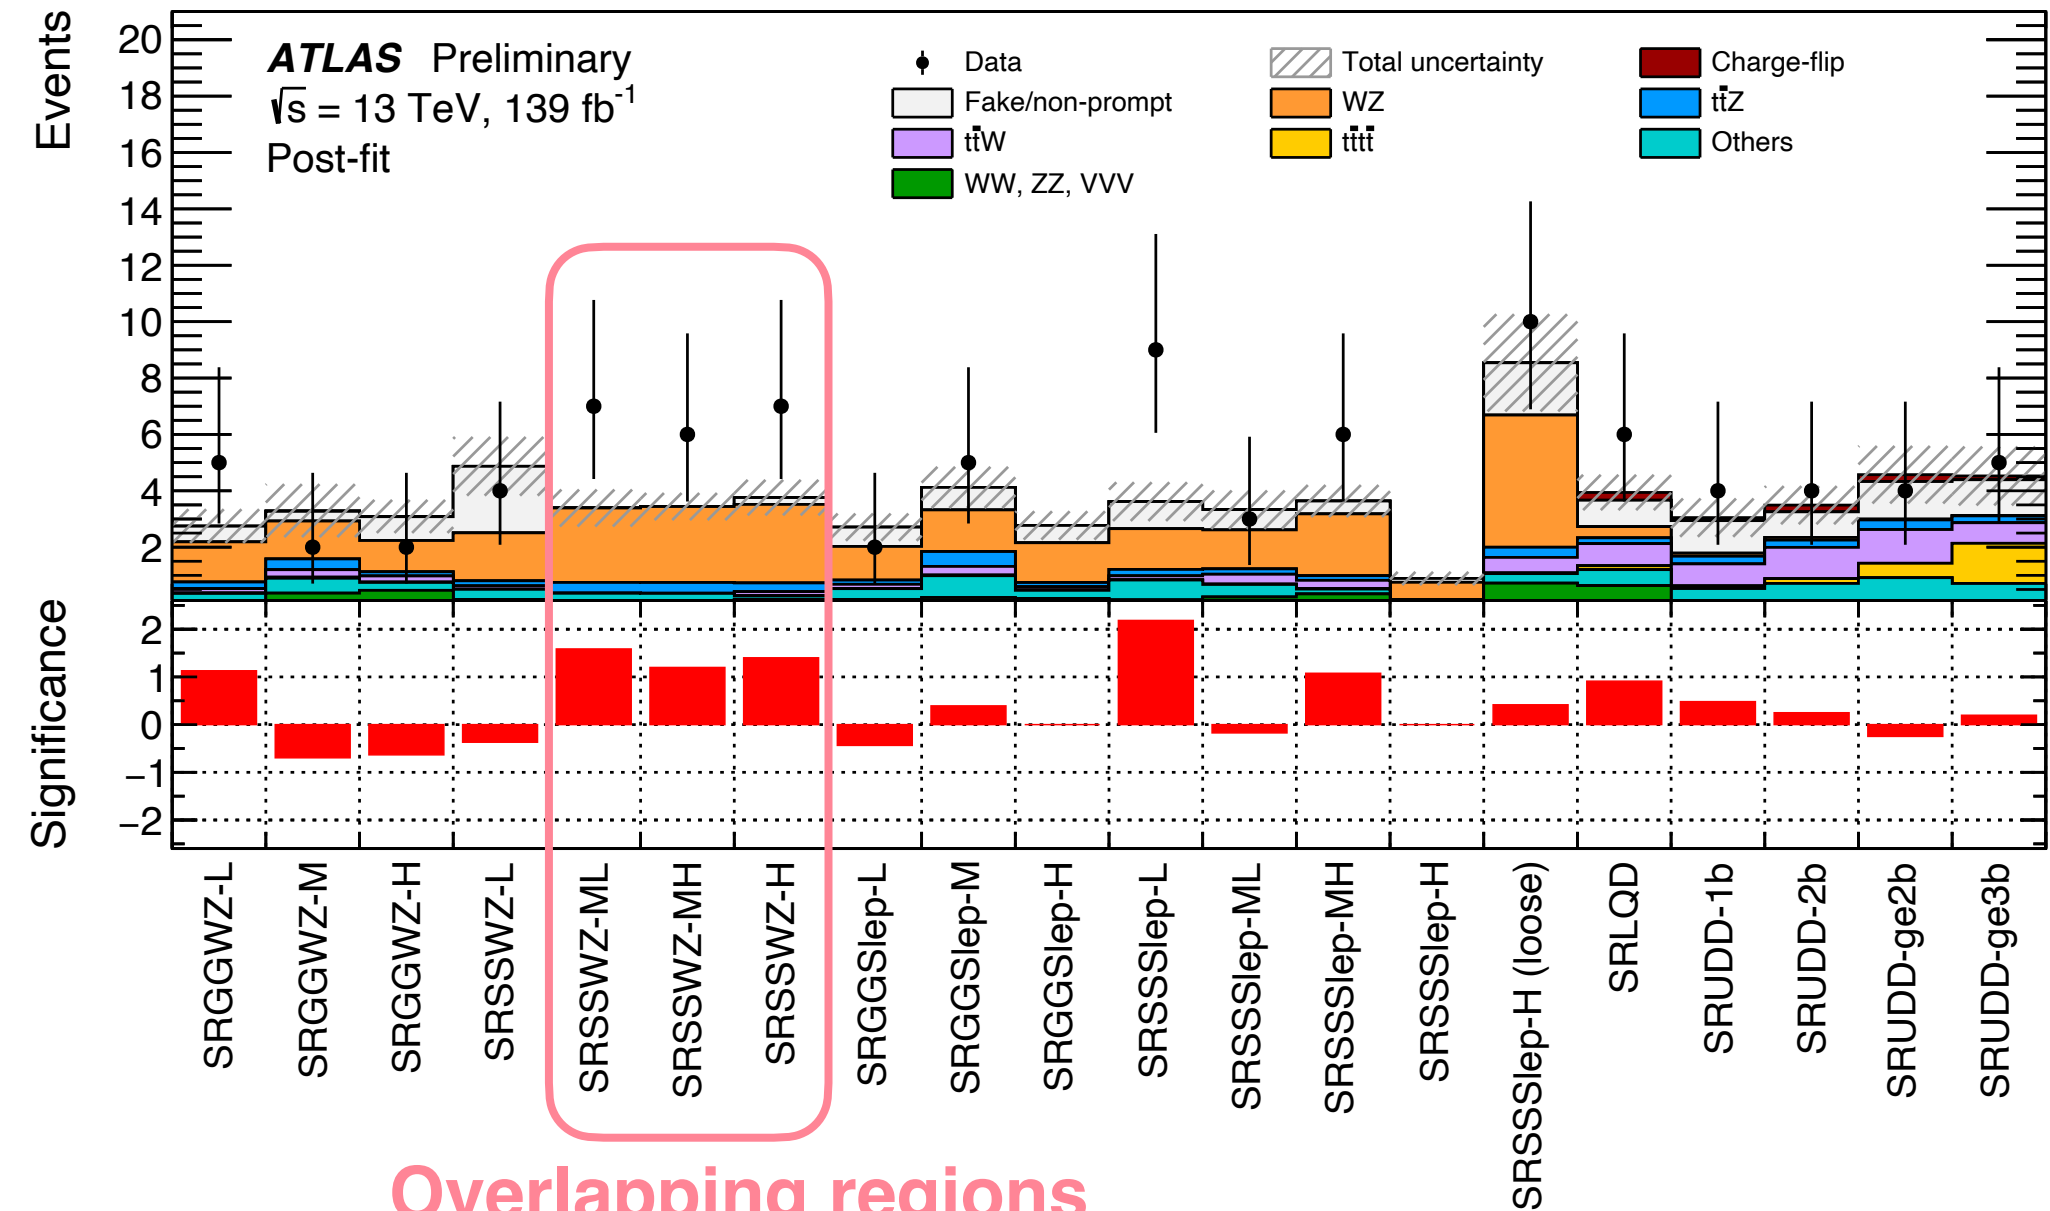 Events
20
18
16
14
12
10
8
6
4
2
ATLAS Preliminary
√s = 13 TeV, 139 fb⁻¹
Post-fit
Data
Total uncertainty
Charge-flip
Fake/non-prompt
WZ
tt̄Z
tt̄W
tt̄tt̄
Others
WW, ZZ, VVV
Significance
2
1
0
−1
−2
SRGGWZ-L
SRGGWZ-M
SRGGWZ-H
SRSSWZ-L
SRSSWZ-ML
SRSSWZ-MH
SRSSWZ-H
SRGGSlep-L
SRGGSlep-M
SRGGSlep-H
SRSSSlep-L
SRSSSlep-ML
SRSSSlep-MH
SRSSSlep-H
SRSSSlep-H (loose)
SRLQD
SRUDD-1b
SRUDD-2b
SRUDD-ge2b
SRUDD-ge3b
Overlapping regions